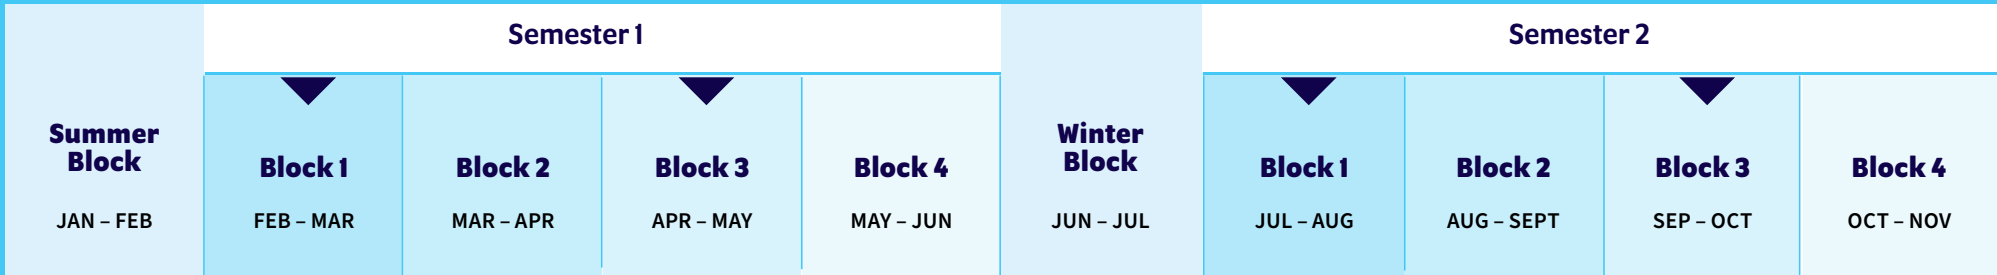 Semester 1
Semester 2
Summer
Block
JAN – FEB
Block 1
FEB – MAR
Block 2
MAR – APR
Block 3
APR – MAY
Block 4
MAY – JUN
Winter
Block
JUN – JUL
Block 1
JUL – AUG
Block 2
AUG – SEPT
Block 3
SEP – OCT
Block 4
OCT – NOV